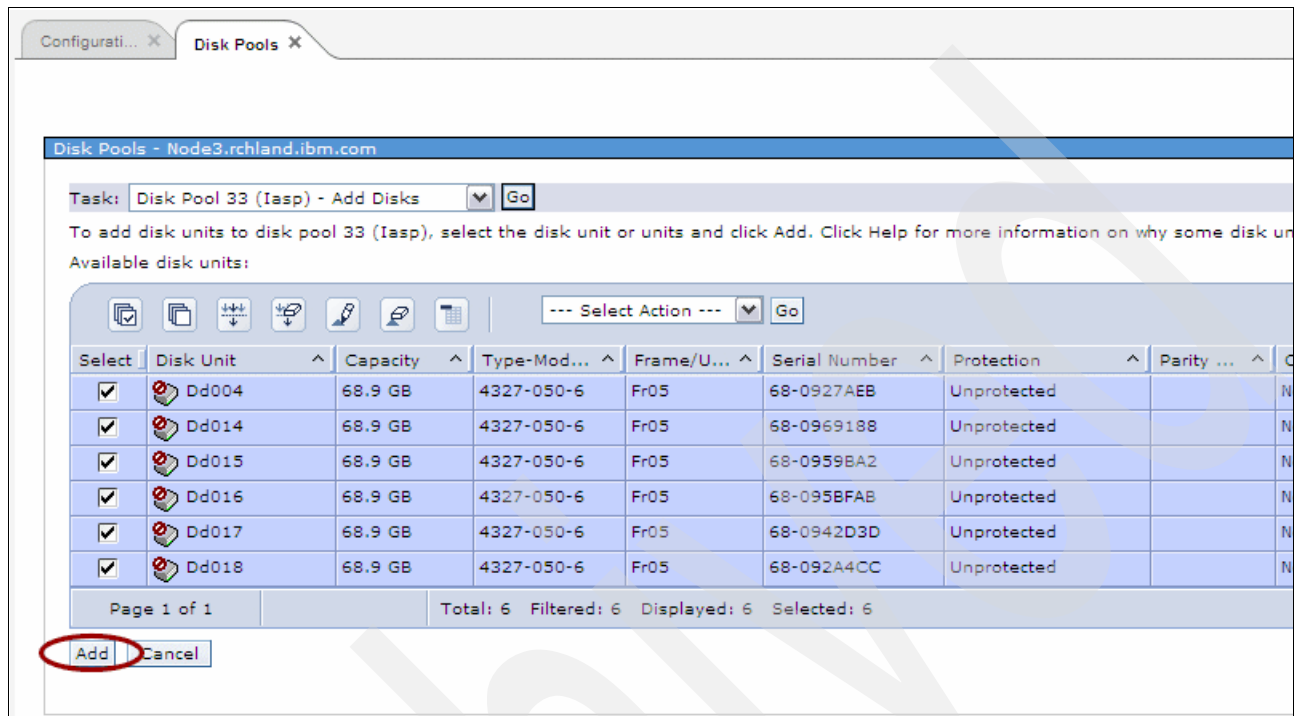 Configurati... Disk Pools
Disk Pools - Node3.rchland.ibm.com
Task: Disk Pool 33 (Iasp) - Add Disks Go
To add disk units to disk pool 33 (Iasp), select the disk unit or units and click Add. Click Help for more information on why some disk un
Available disk units:
--- Select Action --- Go
Select Disk Unit Capacity Type-Mod... Frame/U... Serial Number Protection Parity ... C
Dd004 68.9 GB 4327-050-6 Fr05 68-0927AEB Unprotected N
Dd014 68.9 GB 4327-050-6 Fr05 68-0969188 Unprotected N
Dd015 68.9 GB 4327-050-6 Fr05 68-0959BA2 Unprotected N
Dd016 68.9 GB 4327-050-6 Fr05 68-095BFAB Unprotected N
Dd017 68.9 GB 4327-050-6 Fr05 68-0942D3D Unprotected N
Dd018 68.9 GB 4327-050-6 Fr05 68-092A4CC Unprotected N
Page 1 of 1 Total: 6 Filtered: 6 Displayed: 6 Selected: 6
Add Cancel